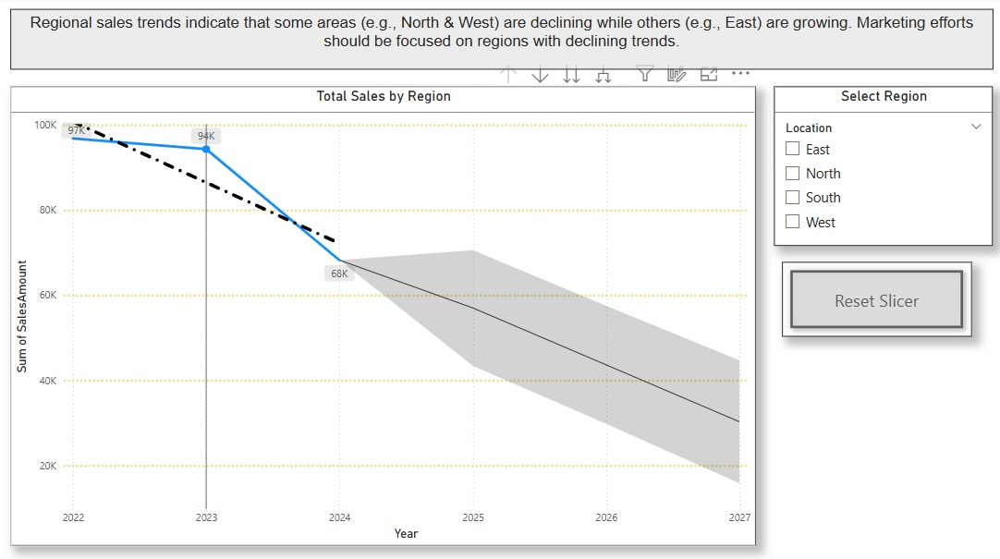 Regional sales trends indicate that some areas (e.g., North & West) are declining while others (e.g., East) are growing. Marketing efforts
should be focused on regions with declining trends.
Total Sales by Region
Select Region
Location
East
North
South
West
Reset Slicer
Sum of SalesAmount
100K
80K
60K
40K
20K
97K
94K
68K
2022
2023
2024
2025
2026
2027
Year